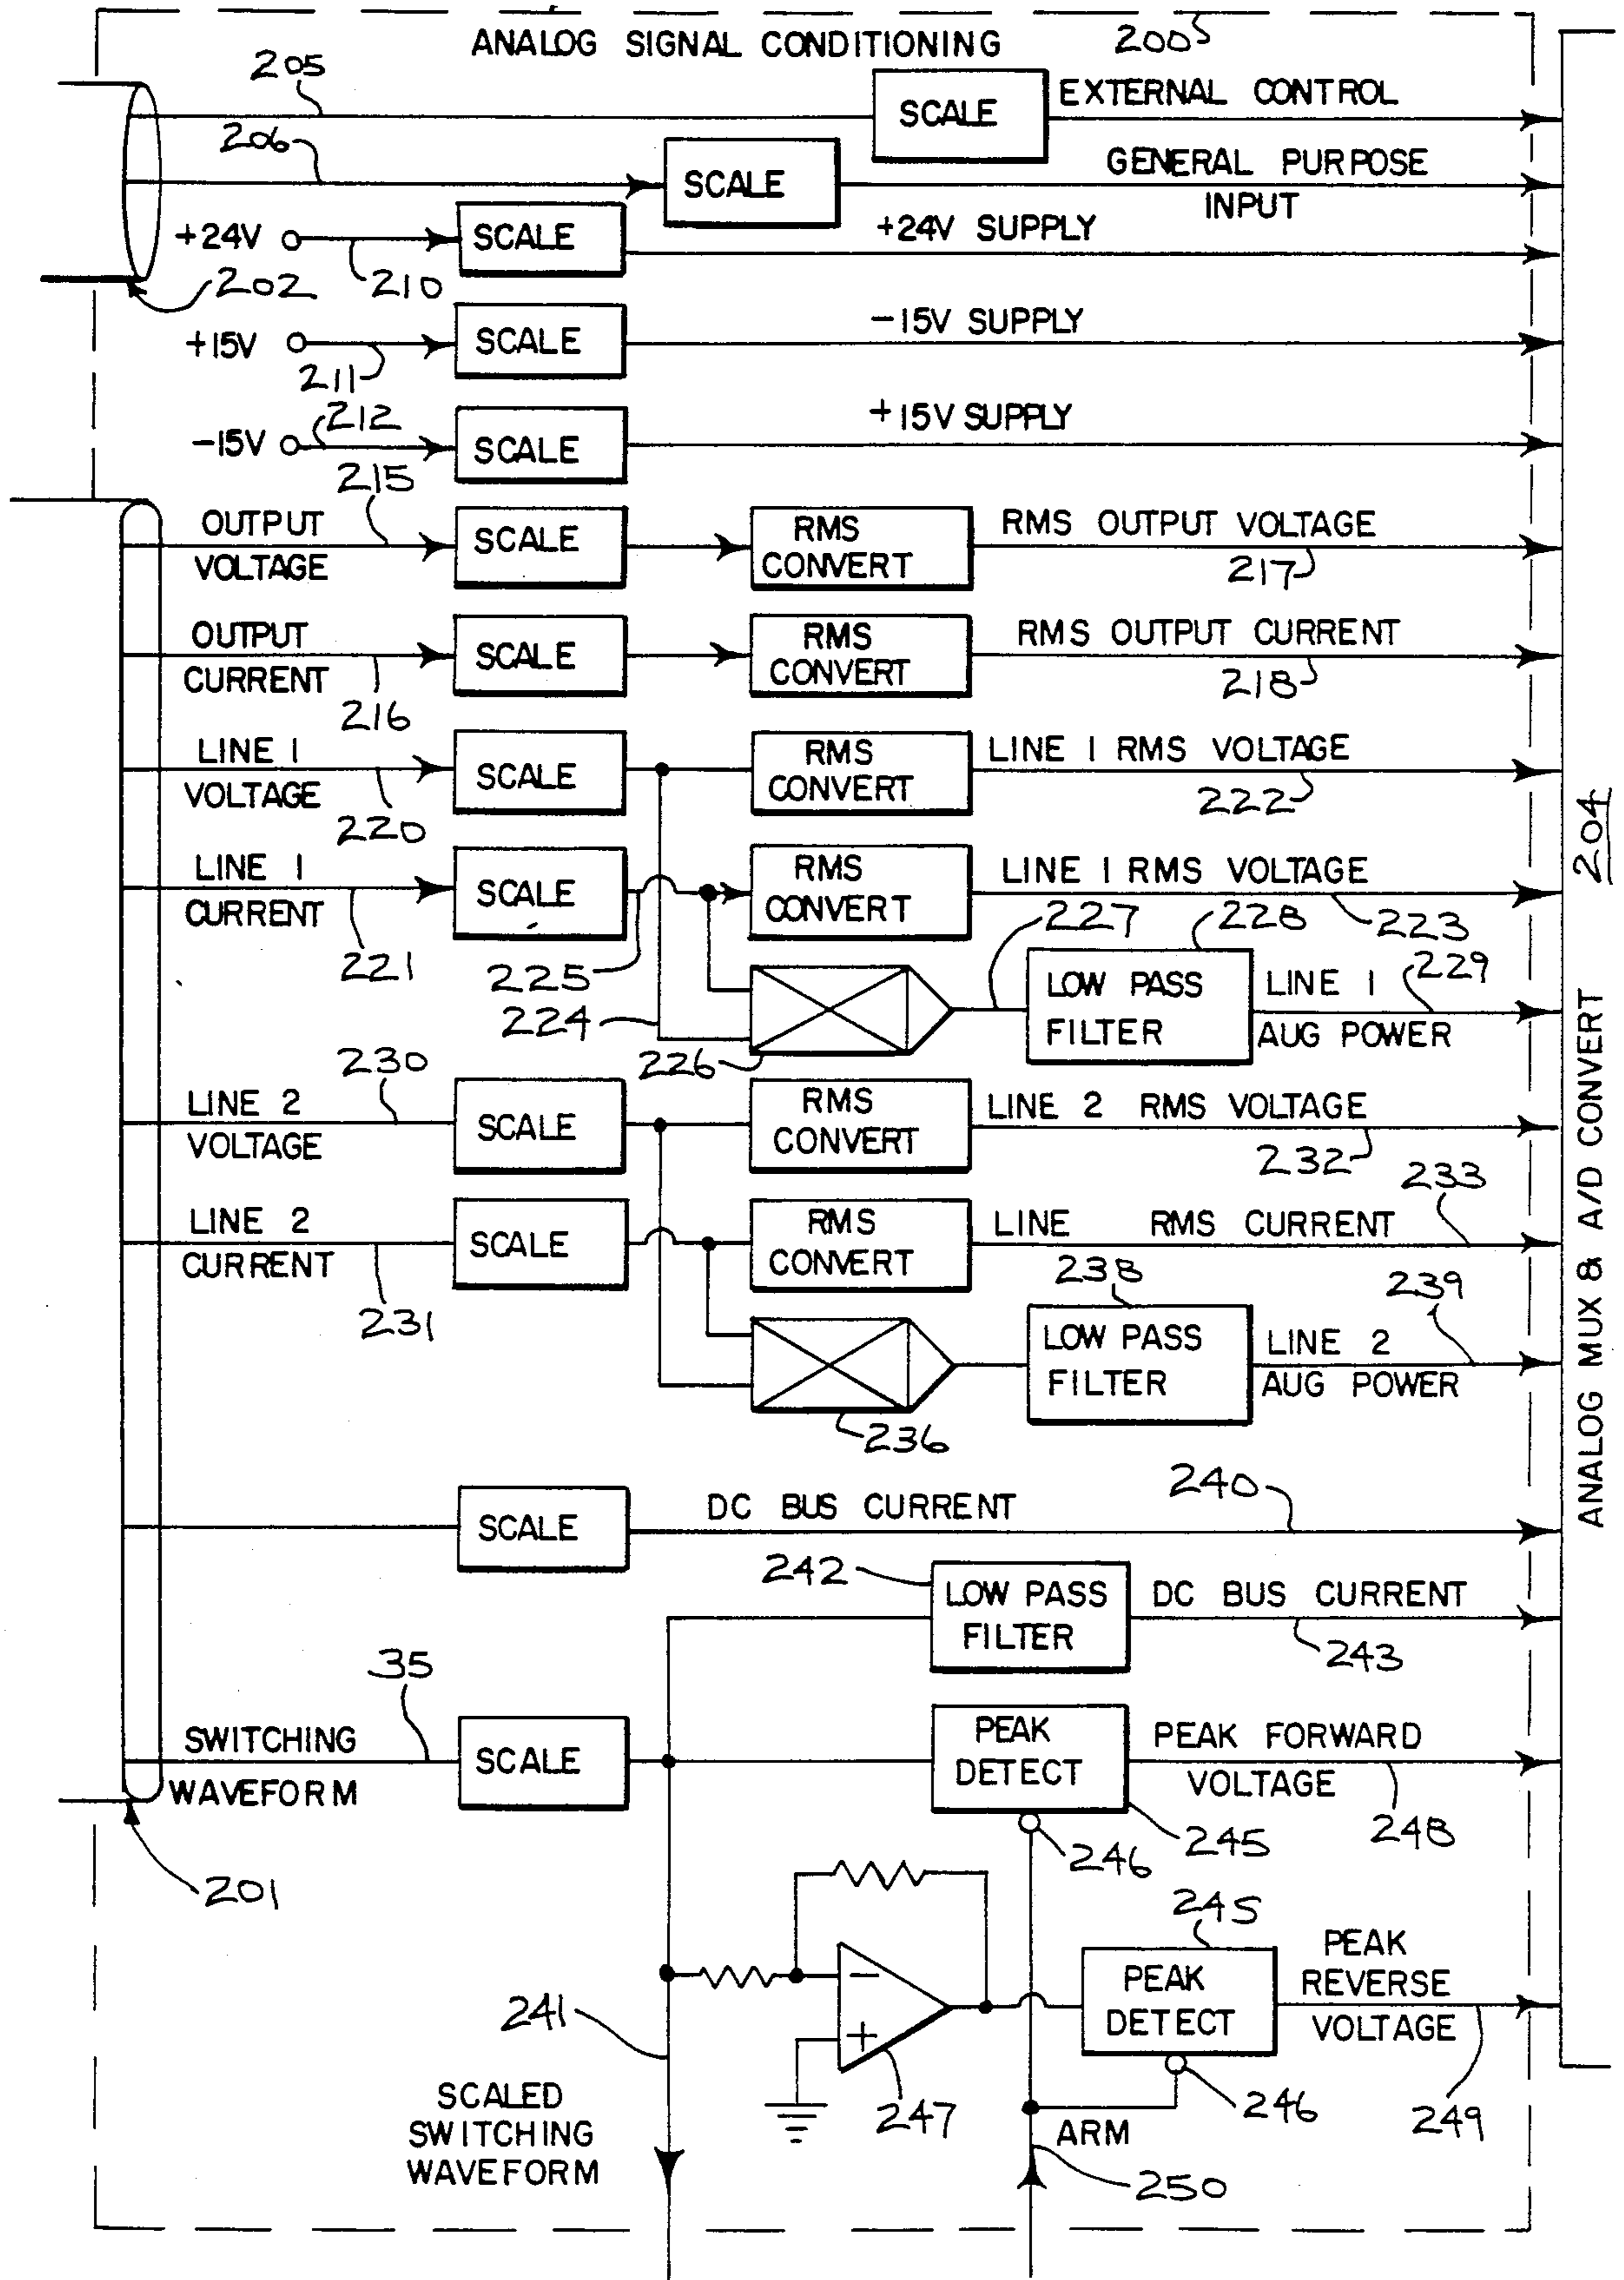 ANALOG SIGNAL CONDITIONING
200
205
SCALE
EXTERNAL CONTROL
206
SCALE
GENERAL PURPOSE
INPUT
+24V
SCALE
+24V SUPPLY
202
210
+15V
SCALE
-15V SUPPLY
211
212
-15V
SCALE
+15V SUPPLY
215
OUTPUT
VOLTAGE
SCALE
RMS
CONVERT
RMS OUTPUT VOLTAGE
217
OUTPUT
CURRENT
SCALE
RMS
CONVERT
RMS OUTPUT CURRENT
218
216
LINE 1
VOLTAGE
SCALE
RMS
CONVERT
LINE 1 RMS VOLTAGE
222
220
204
LINE 1
CURRENT
SCALE
RMS
CONVERT
LINE 1 RMS VOLTAGE
227
228
223
221
225
224
226
LOW PASS
FILTER
229
LINE 1
AUG POWER
230
LINE 2
VOLTAGE
SCALE
RMS
CONVERT
LINE 2 RMS VOLTAGE
232
233
LINE 2
CURRENT
SCALE
RMS
CONVERT
LINE RMS CURRENT
231
238
239
LOW PASS
FILTER
LINE 2
AUG POWER
236
ANALOG MUX & A/D CONVERT
240
SCALE
DC BUS CURRENT
242
LOW PASS
FILTER
DC BUS CURRENT
243
35
SWITCHING
WAVEFORM
SCALE
PEAK
DETECT
PEAK FORWARD
VOLTAGE
246
245
248
201
245
PEAK
DETECT
PEAK
REVERSE
VOLTAGE
241
-
+
247
246
249
SCALED
SWITCHING
WAVEFORM
ARM
250